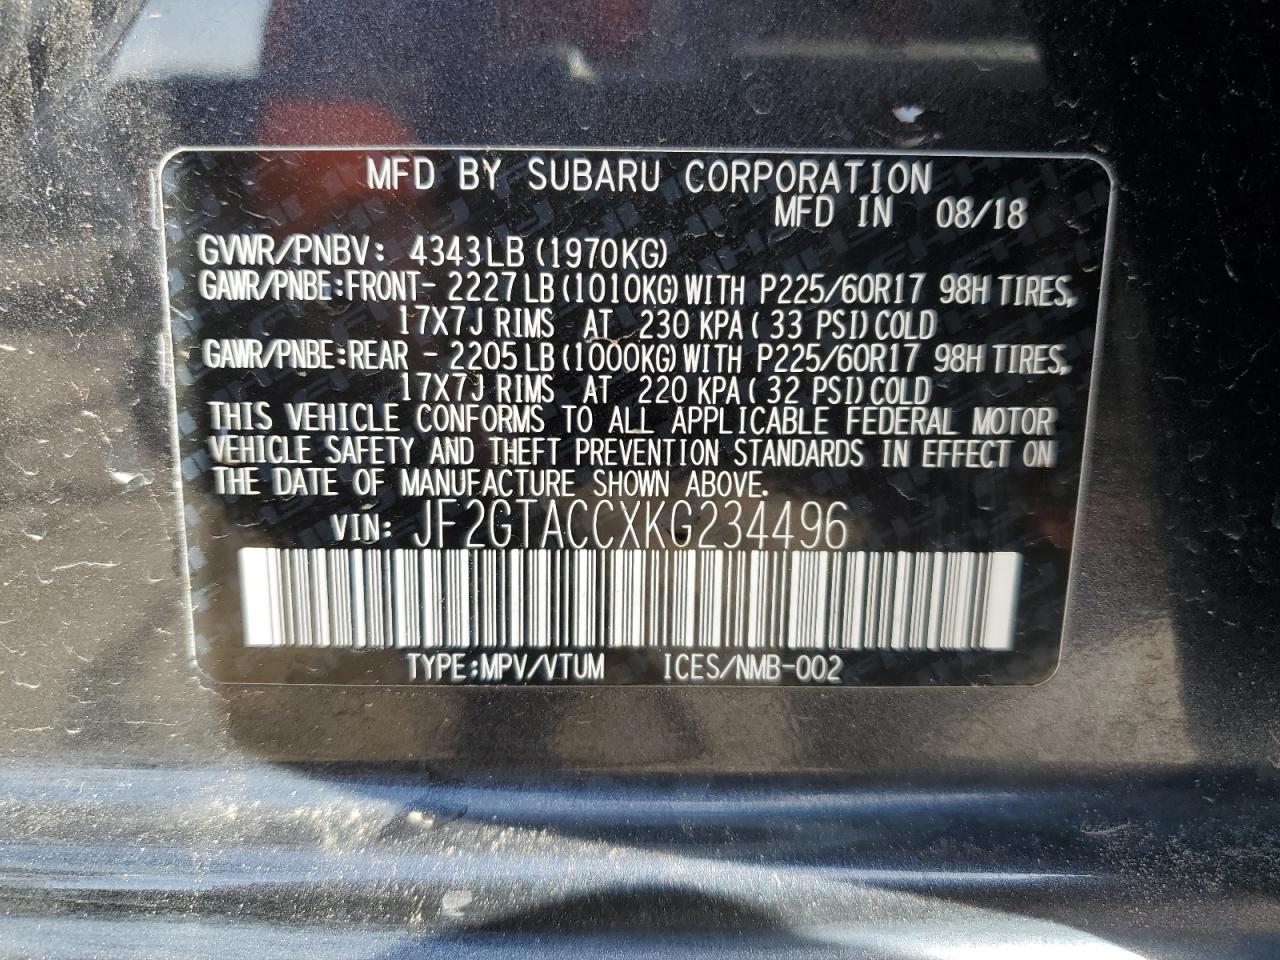 MFD BY SUBARU CORPORATION
MFD IN 08/18
GVWR/PNBV: 4343LB (1970KG)
GAWR/PNBE:FRONT- 2227LB(1010KG)WITH P225/60R17 98H TIRES,
17X7J RIMS AT 230 KPA( 33 PSI)COLD
GAWR/PNBE:REAR - 2205LB(1000KG)WITH P225/60R17 98H TIRES,
17X7J RIMS AT 220 KPA( 32 PSI)COLD
THIS VEHICLE CONFORMS TO ALL APPLICABLE FEDERAL MOTOR
VEHICLE SAFETY AND THEFT PREVENTION STANDARDS IN EFFECT ON
THE DATE OF MANUFACTURE SHOWN ABOVE.
VIN: JF2GTACCXKG234496
TYPE:MPV/VTUM ICES/NMB-002